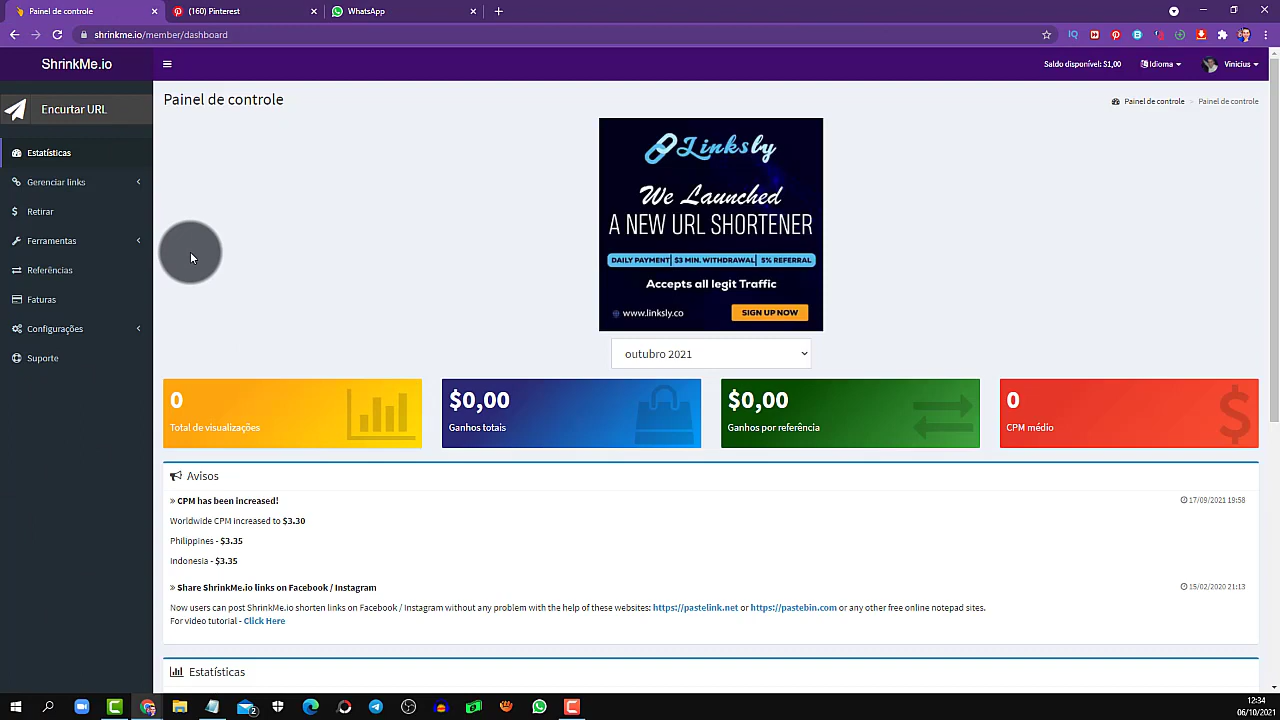 Painel de controle
(160) Pinterest
WhatsApp
shrinkme.io/member/dashboard
ShrinkMe.io
Saldo disponível: $1,00
Idioma
Vinicius
Encurtar URL
Estatísticas
Gerenciar links
Retirar
Ferramentas
Referências
Faturas
Configurações
Suporte
Painel de controle
Painel de controle > Painel de controle
Linksly
We Launched
A NEW URL SHORTENER
DAILY PAYMENT| $3 MIN. WITHDRAWAL| 5% REFERRAL
Accepts all legit Traffic
www.linksly.co
SIGN UP NOW
outubro 2021
0
Total de visualizações
$0,00
Ganhos totais
$0,00
Ganhos por referência
0
CPM médio
Avisos
» CPM has been increased!
17/09/2021 19:58
Worldwide CPM increased to $3.30
Philippines - $3.35
Indonesia - $3.35
» Share ShrinkMe.io links on Facebook / Instagram
15/02/2020 21:13
Now users can post ShrinkMe.io shorten links on Facebook / Instagram without any problem with the help of these websites: https://pastelink.net or https://pastebin.com or any other free online notepad sites.
For video tutorial - Click Here
Estatísticas
12:34
06/10/2021